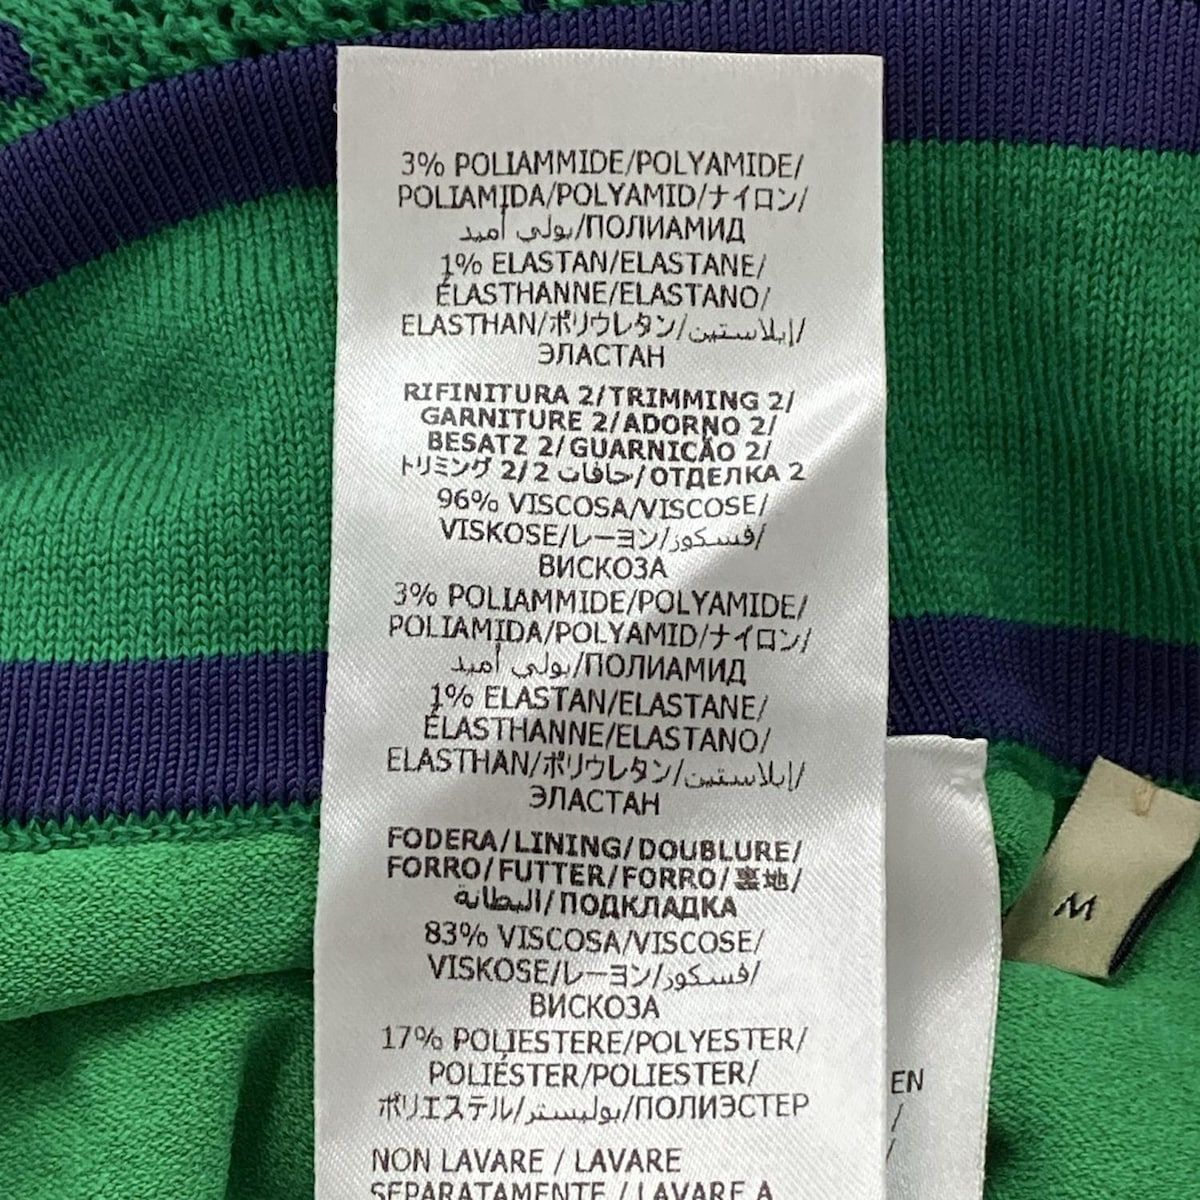 3% POLIAMMIDE/POLYAMIDE/
POLIAMIDA/POLYAMID/ナイロン/
بولي أميد/ПОЛИАМИД
1% ELASTAN/ELASTANE/
ÉLASTHANNE/ELASTANO/
ELASTHAN/ポリウレタン/إيلاستين/
ЭЛАСТАН
RIFINITURA 2/TRIMMING 2/
GARNITURE 2/ADORNO 2/
BESATZ 2/GUARNICÃO 2/
トリミング 2/2 حافات/ОТДЕЛКА 2
96% VISCOSA/VISCOSE/
VISKOSE/レーヨン/فسكوز/
ВИСКОЗА
3% POLIAMMIDE/POLYAMIDE/
POLIAMIDA/POLYAMID/ナイロン/
بولي أميد/ПОЛИАМИД
1% ELASTAN/ELASTANE/
ÉLASTHANNE/ELASTANO/
ELASTHAN/ポリウレタン/إيلاستين/
ЭЛАСТАН
FODERA/LINING/DOUBLURE/
FORRO/FUTTER/FORRO/裏地/
البطانة/ПОДКЛАДКА
83% VISCOSA/VISCOSE/
VISKOSE/レーヨン/فسكوز/
ВИСКОЗА
17% POLIESTERE/POLYESTER/
POLIÉSTER/POLIESTER/
ポリエステル/بوليستر/ПОЛИЭСТЕР
NON LAVARE / LAVARE
SEPARATAMENTE / LAVARE A
EN
/
/
M